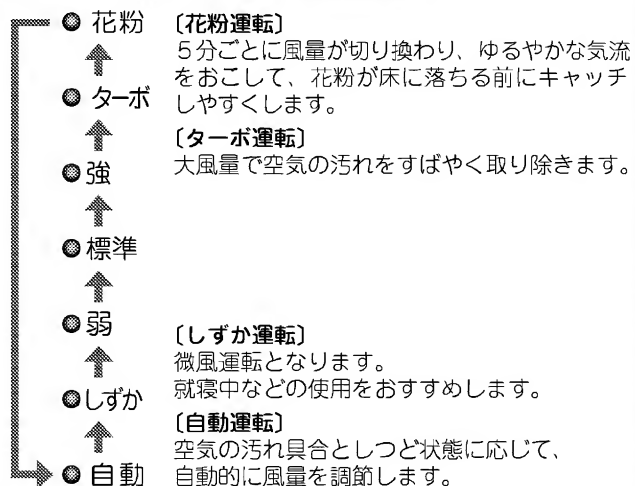 花粉
〔花粉運転〕
５分ごとに風量が切り換わり、ゆるやかな気流
をおこして、花粉が床に落ちる前にキャッチ
しやすくします。
ターボ
〔ターボ運転〕
大風量で空気の汚れをすばやく取り除きます。
強
標準
弱
〔しずか運転〕
微風運転となります。
就寝中などの使用をおすすめします。
しずか
〔自動運転〕
空気の汚れ具合としつど状態に応じて、
自動的に風量を調節します。
自動